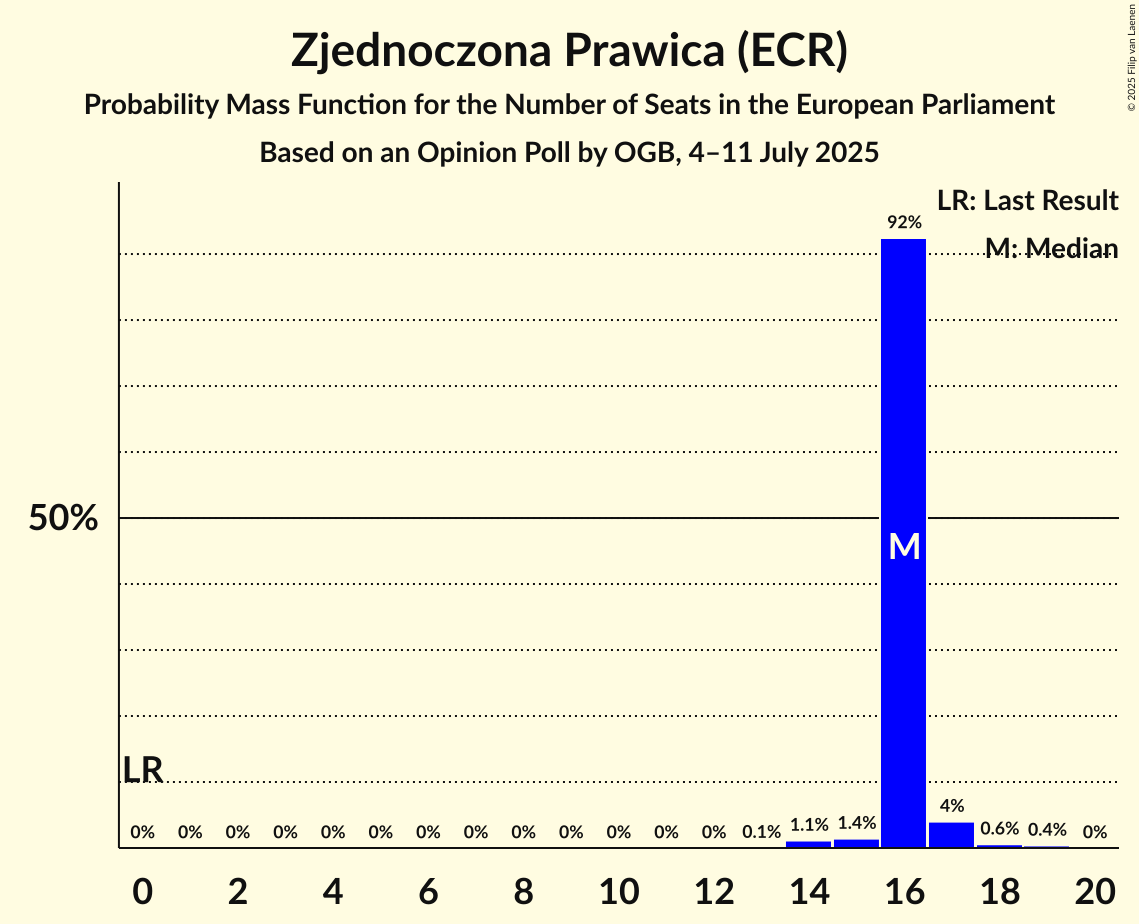 Zjednoczona Prawica (ECR)
Probability Mass Function for the Number of Seats in the European Parliament
Based on an Opinion Poll by OGB, 4–11 July 2025
© 2025 Filip van Laenen
LR: Last Result
M: Median
92%
50%
M
LR
0% 0% 0% 0% 0% 0% 0% 0% 0% 0% 0% 0% 0% 0.1% 1.1% 1.4% 4% 0.6% 0.4% 0%
0 2 4 6 8 10 12 14 16 18 20